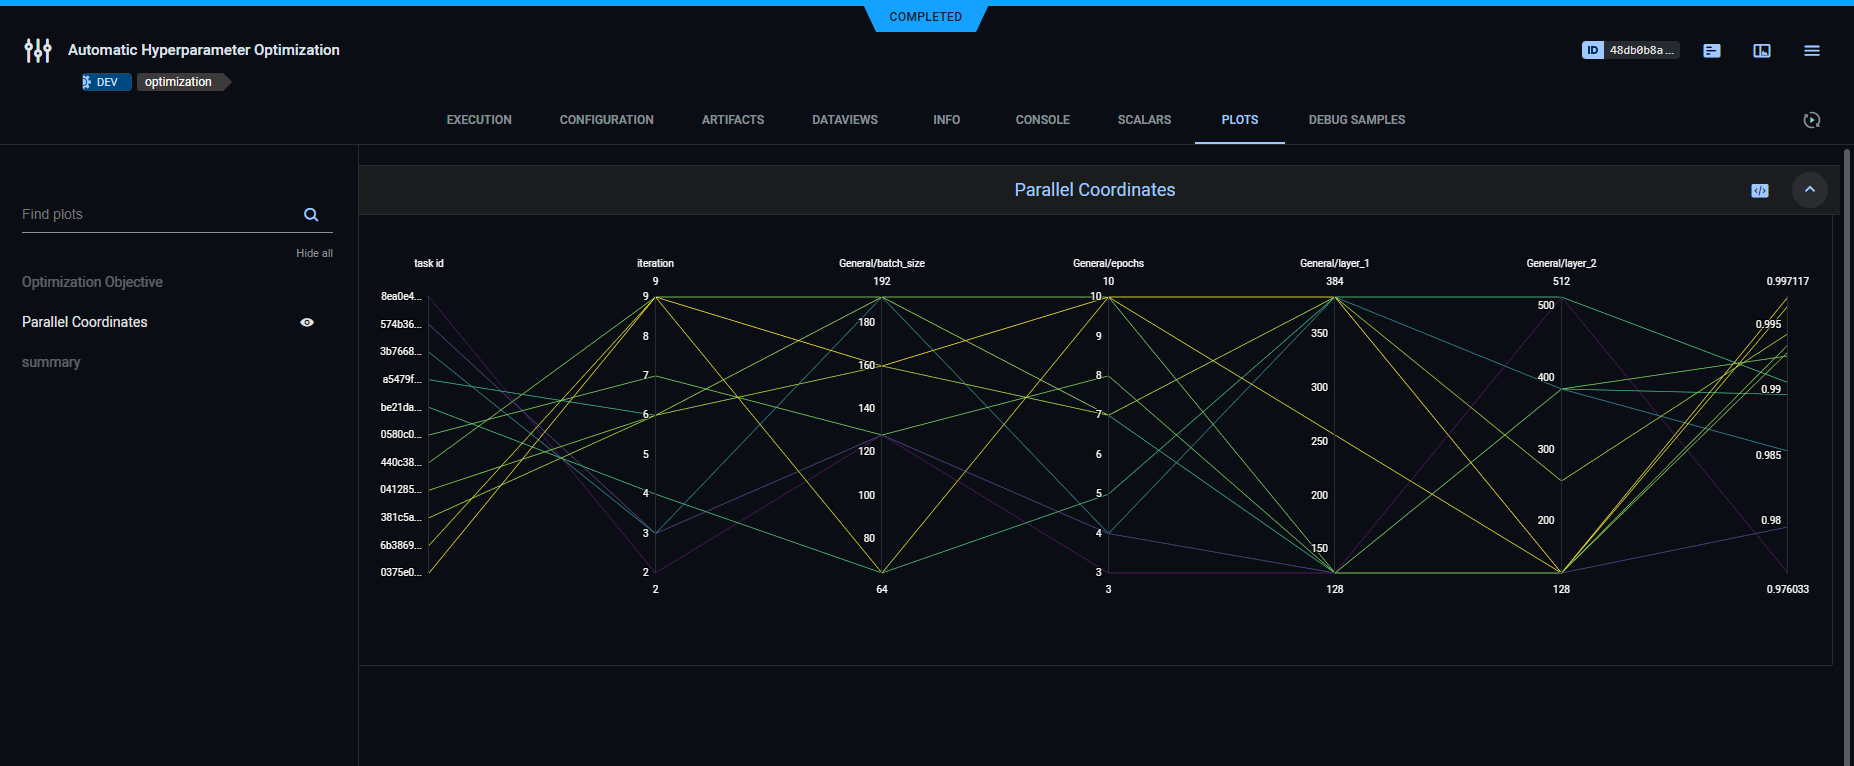 COMPLETED
Automatic Hyperparameter Optimization
ID 48db0b8a ...
DEV optimization
EXECUTION CONFIGURATION ARTIFACTS DATAVIEWS INFO CONSOLE SCALARS PLOTS DEBUG SAMPLES
Find plots
Hide all
Optimization Objective
Parallel Coordinates
summary
Parallel Coordinates
task id iteration General/batch_size General/epochs General/layer_1 General/layer_2
9 192 10 384 512 0.997117
8ea0e4...
574b36...
3b7668...
a5479f...
be21da...
0580c0...
440c38...
041285...
381c5a...
6b3869...
0375e0...
9
8
7
6
5
4
3
2
180
160
140
120
100
80
10
9
8
7
6
5
4
3
350
300
250
200
150
500
400
300
200
0.995
0.99
0.985
0.98
2 64 3 128 128 0.976033